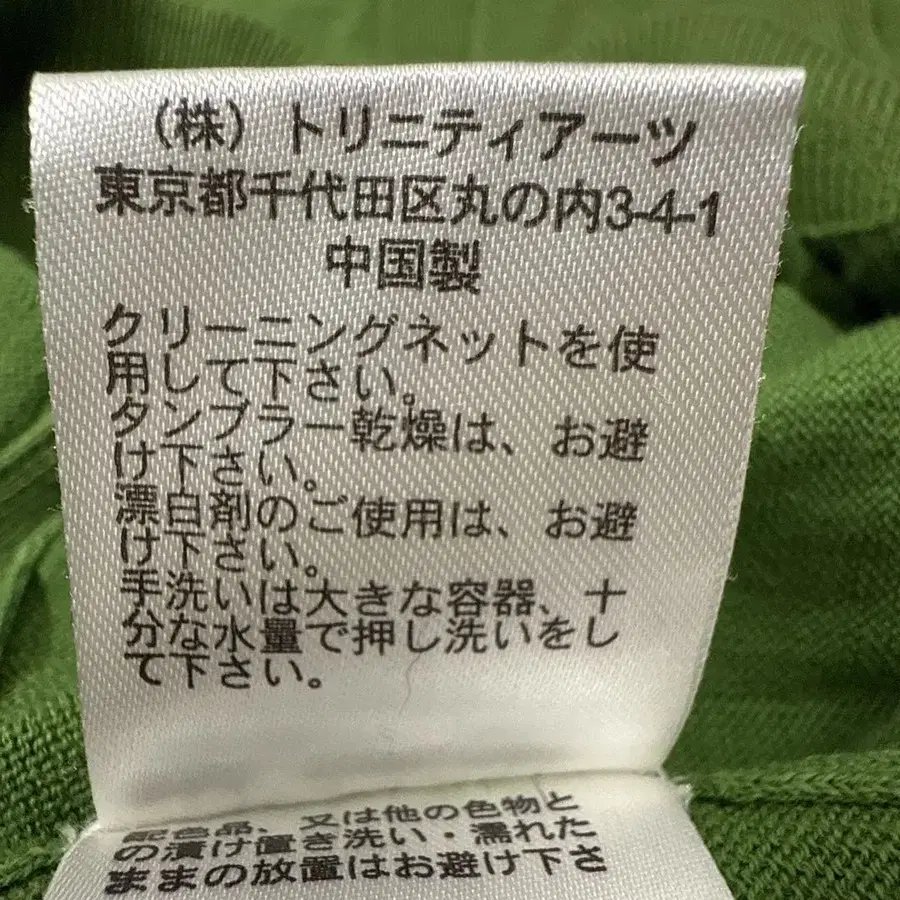 （株）トリニティアーツ
東京都千代田区丸の内3-4-1
中国製
クリーニングネットを使
用して下さい。
タンブラー乾燥は、お避
け下さい。
漂白剤のご使用は、お避
け下さい。
手洗いは大きな容器、十
分な水量で押し洗いをし
て下さい。
配色品、又は他の色物と
の漬け置き洗い・濡れた
ままの放置はお避け下さ